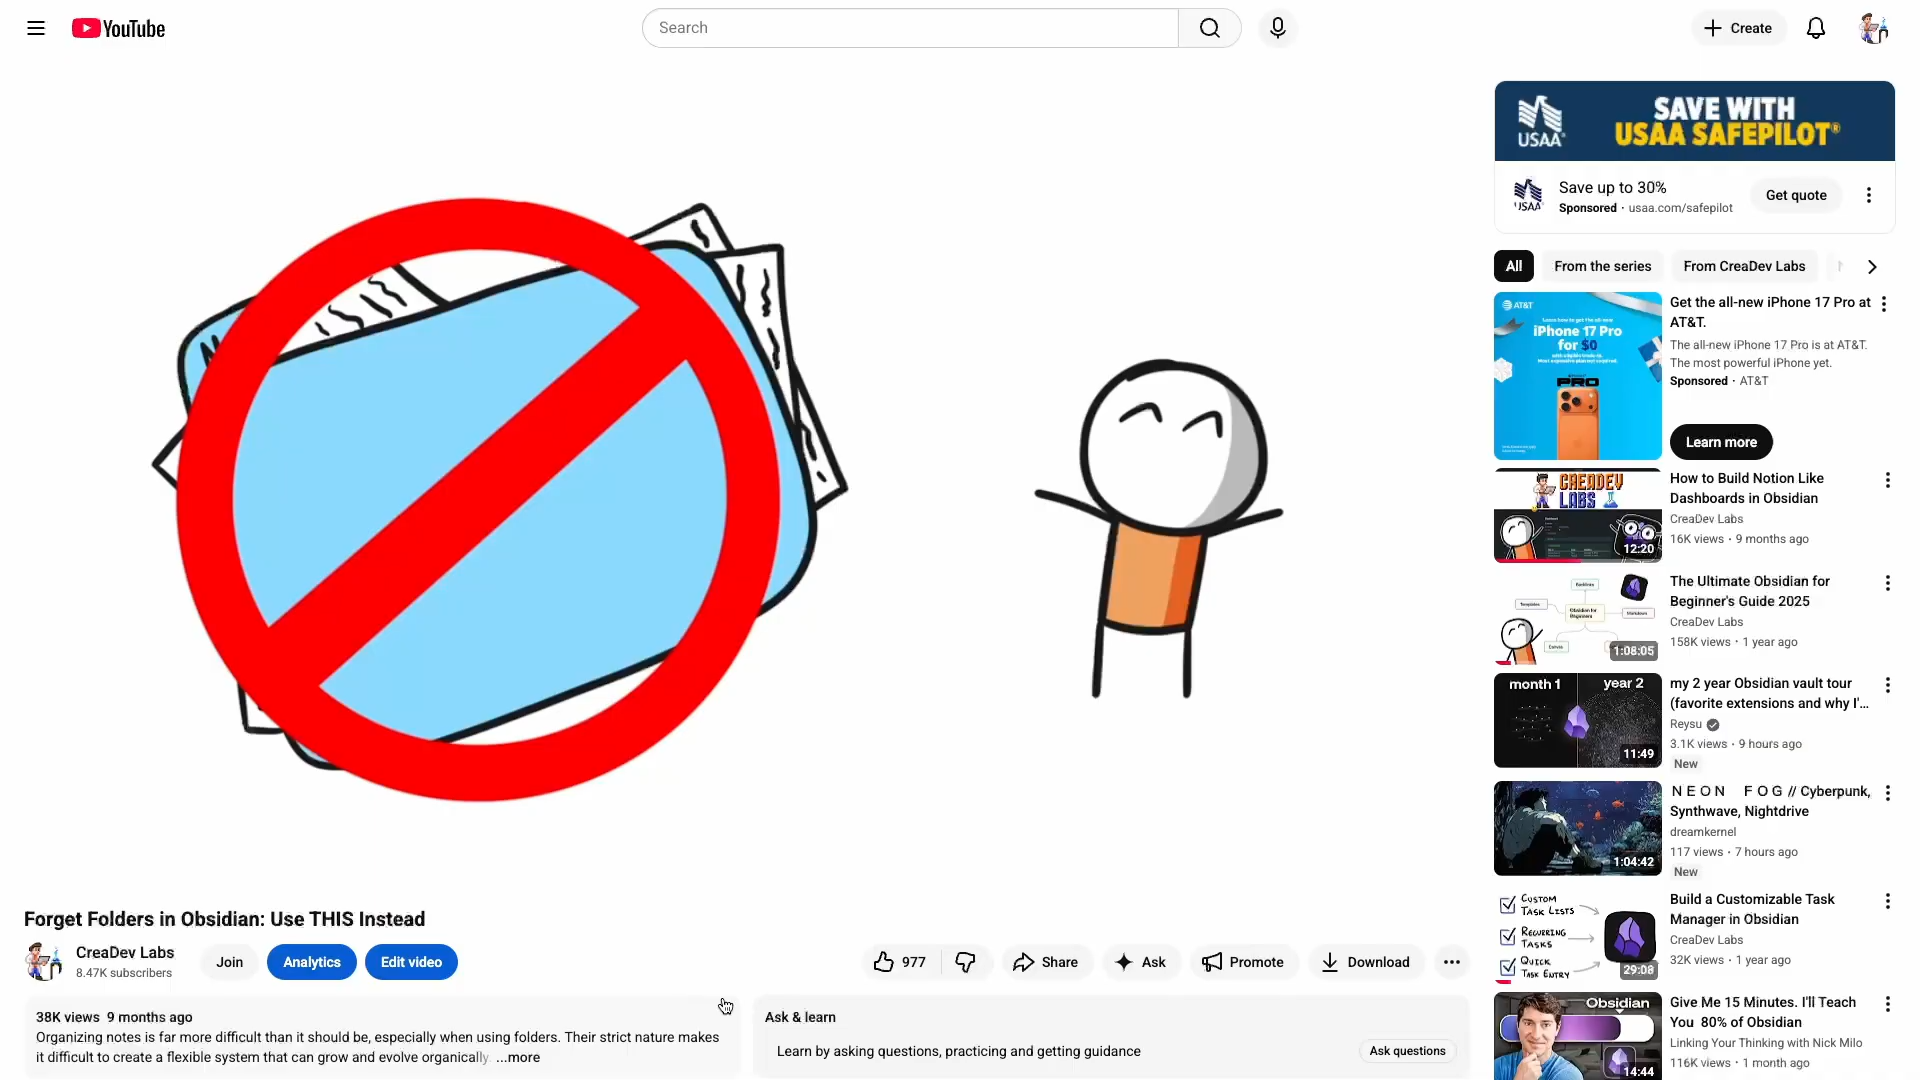 YouTube
Search
Create
SAVE WITH
USAA SAFEPILOT®
USAA®
Save up to 30%
Sponsored · usaa.com/safepilot
Get quote
USAA
All
From the series
From CreaDev Labs
AT&T
iPhone 17 Pro
for $0
PRO
Get the all-new iPhone 17 Pro at
AT&T.
The all-new iPhone 17 Pro is at AT&T.
The most powerful iPhone yet.
Sponsored · AT&T
Learn more
CREADEV
LABS
12:20
How to Build Notion Like
Dashboards in Obsidian
CreaDev Labs
16K views · 9 months ago
1:08:05
The Ultimate Obsidian for
Beginner's Guide 2025
CreaDev Labs
158K views · 1 year ago
month 1
year 2
11:49
my 2 year Obsidian vault tour
(favorite extensions and why I'...
Reysu
3.1K views · 9 hours ago
New
1:04:42
N E O N F O G // Cyberpunk,
Synthwave, Nightdrive
dreamkernel
117 views · 7 hours ago
New
CUSTOM
TASK LISTS
RECURRING
TASKS
QUICK
TASK ENTRY
29:08
Build a Customizable Task
Manager in Obsidian
CreaDev Labs
32K views · 1 year ago
Obsidian
14:44
Give Me 15 Minutes. I'll Teach
You 80% of Obsidian
Linking Your Thinking with Nick Milo
116K views · 1 month ago
Forget Folders in Obsidian: Use THIS Instead
CreaDev Labs
8.47K subscribers
Join
Analytics
Edit video
977
Share
Ask
Promote
Download
38K views 9 months ago
Organizing notes is far more difficult than it should be, especially when using folders. Their strict nature makes
it difficult to create a flexible system that can grow and evolve organically. ...more
Ask & learn
Learn by asking questions, practicing and getting guidance
Ask questions